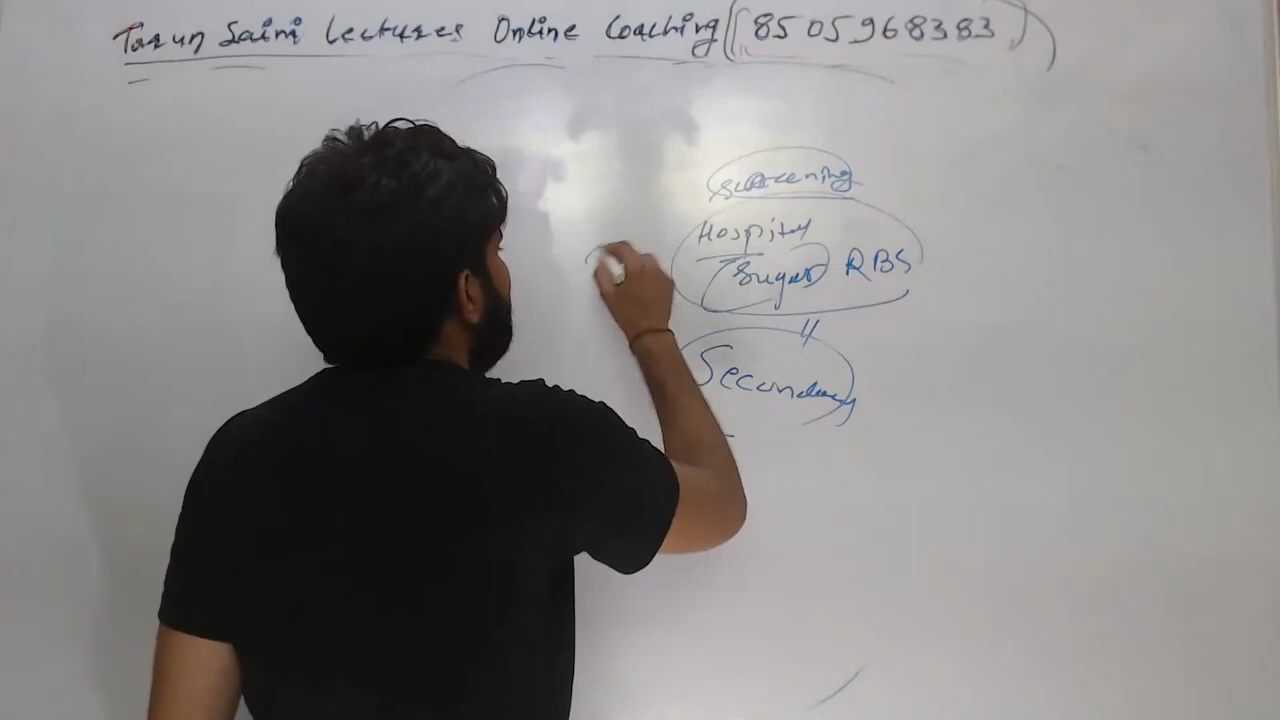 Tarun Saini Lectures Online Coaching (8505968383)
screening
Hospital
Sugar RBS
Secondary